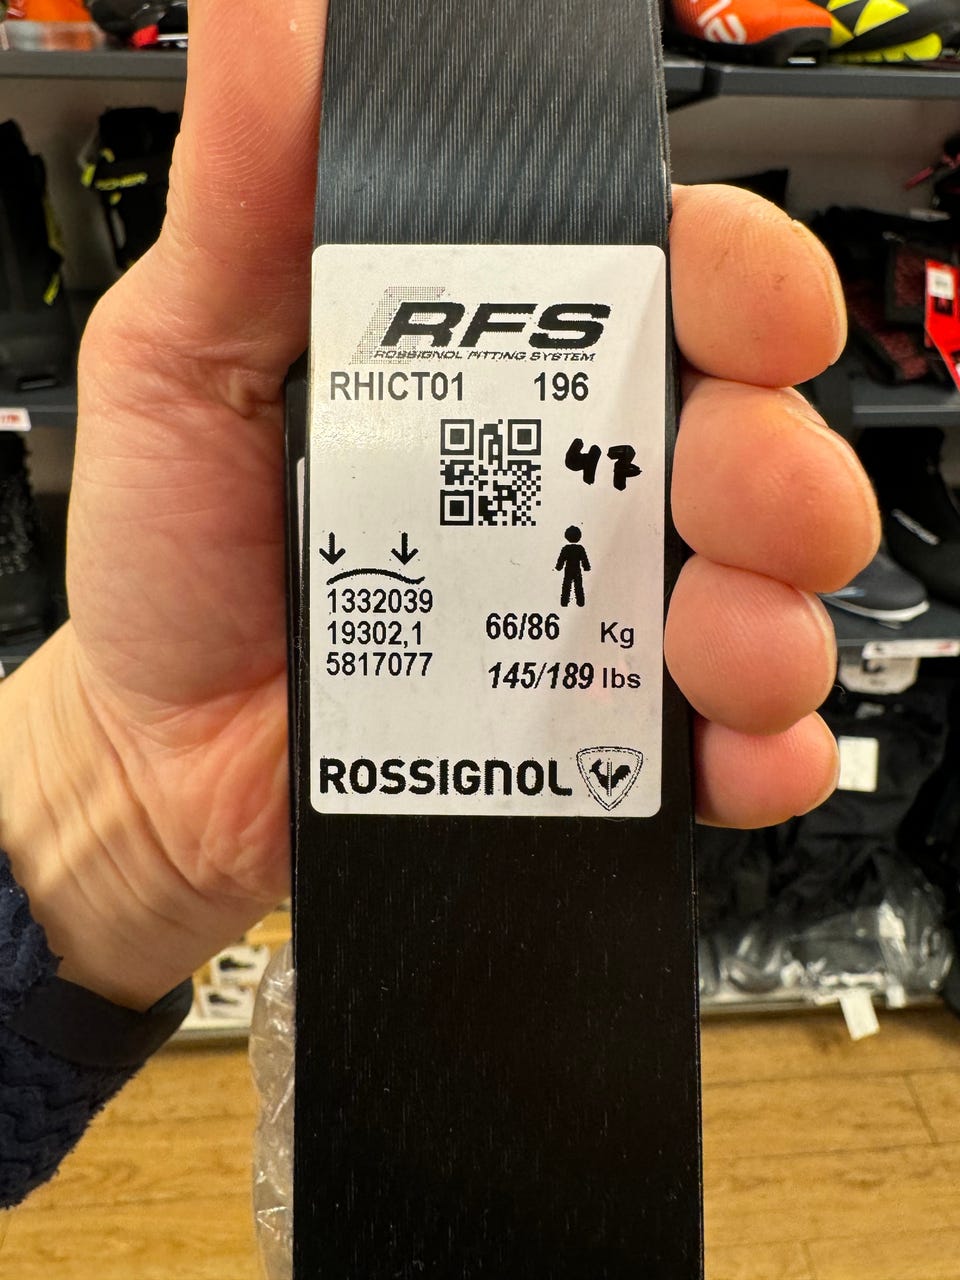 RFS
ROSSIGNOL FITTING SYSTEM
RHICT01 196
47
1332039
19302,1
5817077
66/86 Kg
145/189 lbs
ROSSIGNOL